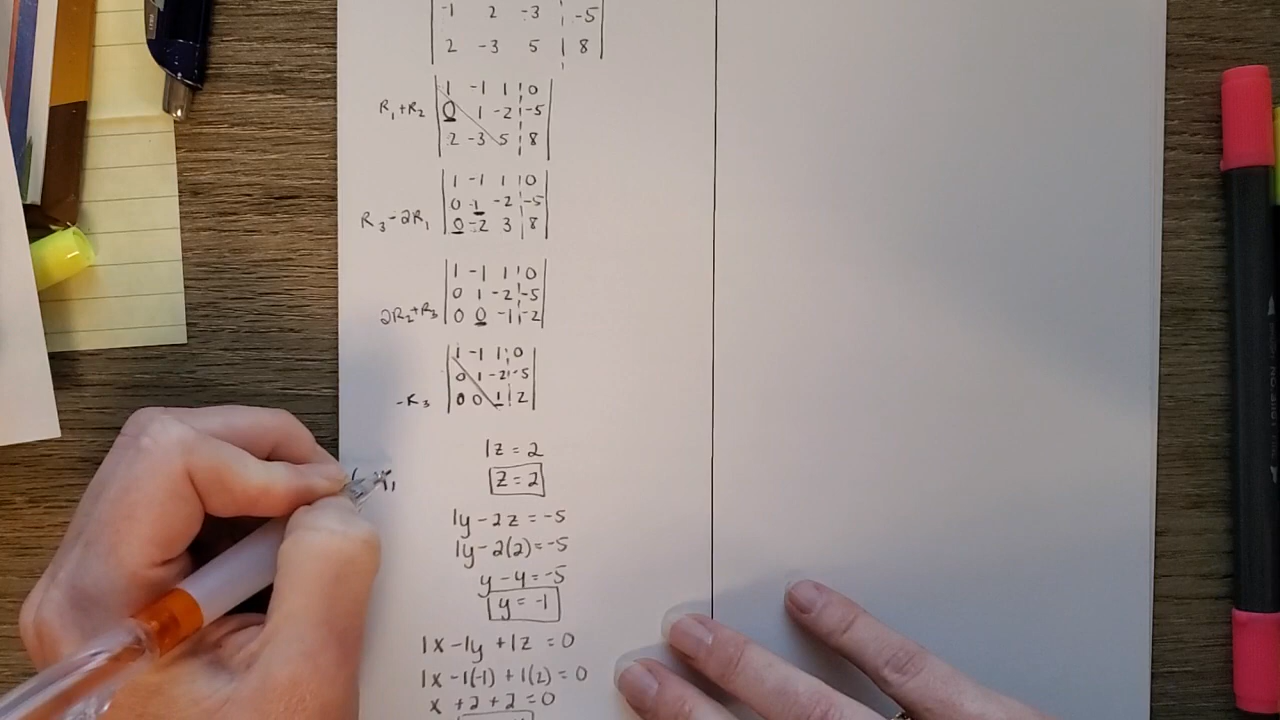 -1 2 -3 | -5
2 -3 5 | 8
1 -1 1 | 0
R₁+R₂ 0 1 -2 | -5
2 -3 5 | 8
1 -1 1 | 0
0 1 -2 | -5
R₃-2R₁ 0 -2 3 | 8
1 -1 1 | 0
0 1 -2 | -5
2R₂+R₃ 0 0 -1 | -2
1 -1 1 | 0
0 1 -2 | -5
-R₃ 0 0 1 | 2
1z = 2
z = 2
1y - 2z = -5
1y - 2(2) = -5
y - 4 = -5
y = -1
1x - 1y + 1z = 0
1x - 1(-1) + 1(2) = 0
x + 2 + 2 = 0